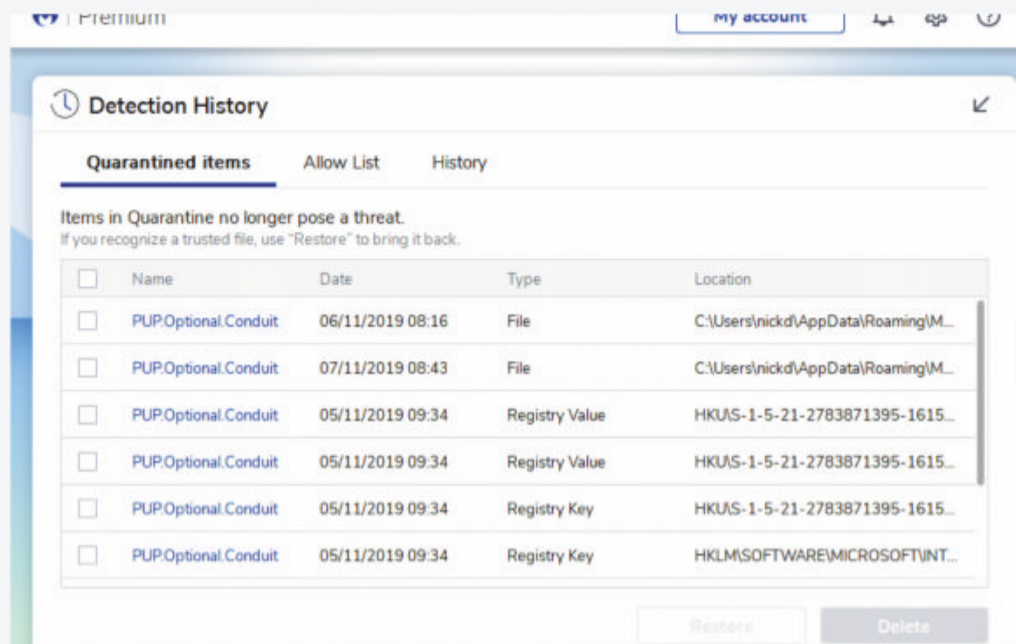 Premium My account
Detection History
Quarantined items Allow List History
Items in Quarantine no longer pose a threat.
If you recognize a trusted file, use "Restore" to bring it back.
Name Date Type Location
PUP.Optional.Conduit 06/11/2019 08:16 File C:\Users\nickd\AppData\Roaming\M...
PUP.Optional.Conduit 07/11/2019 08:43 File C:\Users\nickd\AppData\Roaming\M...
PUP.Optional.Conduit 05/11/2019 09:34 Registry Value HKU\S-1-5-21-2783871395-1615...
PUP.Optional.Conduit 05/11/2019 09:34 Registry Value HKU\S-1-5-21-2783871395-1615...
PUP.Optional.Conduit 05/11/2019 09:34 Registry Key HKU\S-1-5-21-2783871395-1615...
PUP.Optional.Conduit 05/11/2019 09:34 Registry Key HKLM\SOFTWARE\MICROSOFT\INT...
Restore Delete